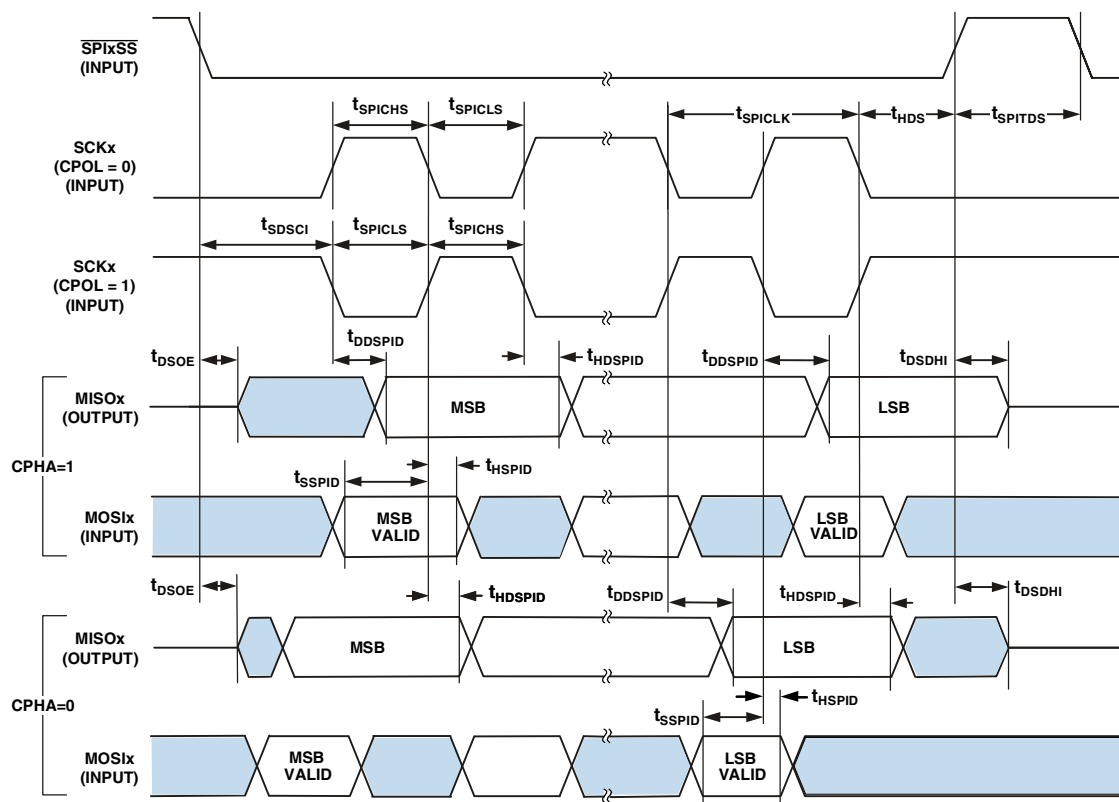 SPIxSS
(INPUT)
tSPICHS tSPICLS tSPICLK tHDS tSPITDS
SCKx
(CPOL = 0)
(INPUT)
tSDSCI tSPICLS tSPICHS
SCKx
(CPOL = 1)
(INPUT)
tDSOE tDDSPID tHDSPID tDDSPID tDSDHI
MISOx
(OUTPUT)
MSB LSB
CPHA=1
tSSPID tHSPID
MOSIx
(INPUT)
MSB
VALID
LSB
VALID
tDSOE tHDSPID tDDSPID tHDSPID tDSDHI
MISOx
(OUTPUT)
MSB LSB
CPHA=0
tSSPID tHSPID
MOSIx
(INPUT)
MSB
VALID
LSB
VALID